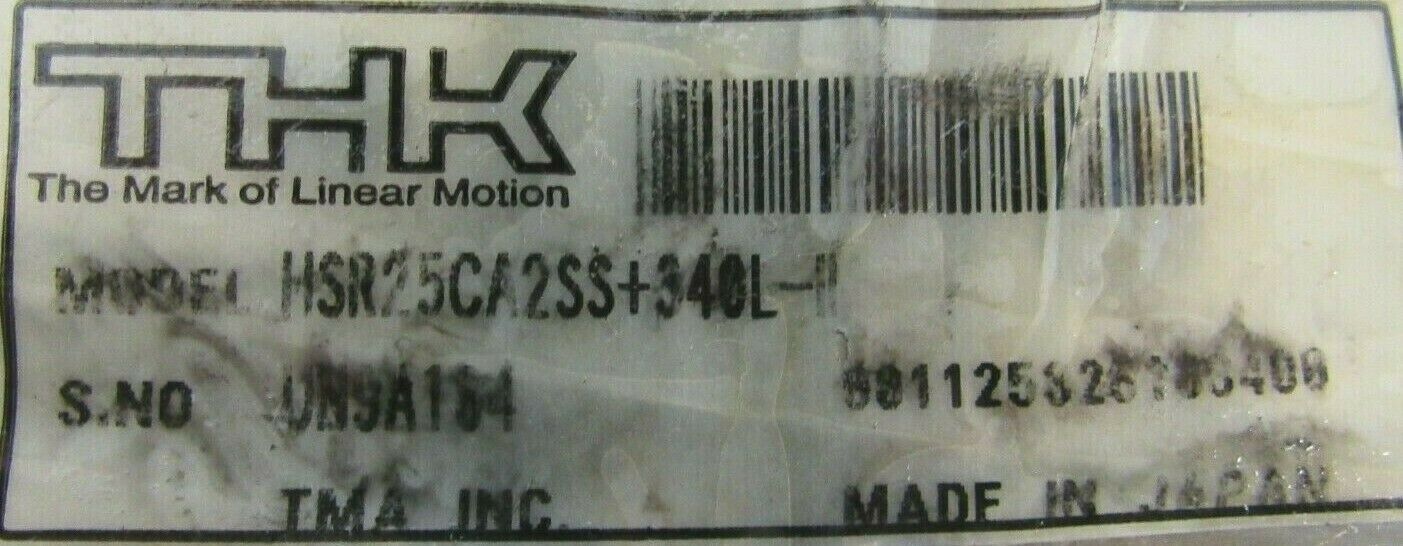 THK
The Mark of Linear Motion
MODEL HSR25CA2SS+340L-H
S.NO
TMA INC. MADE IN JAPAN